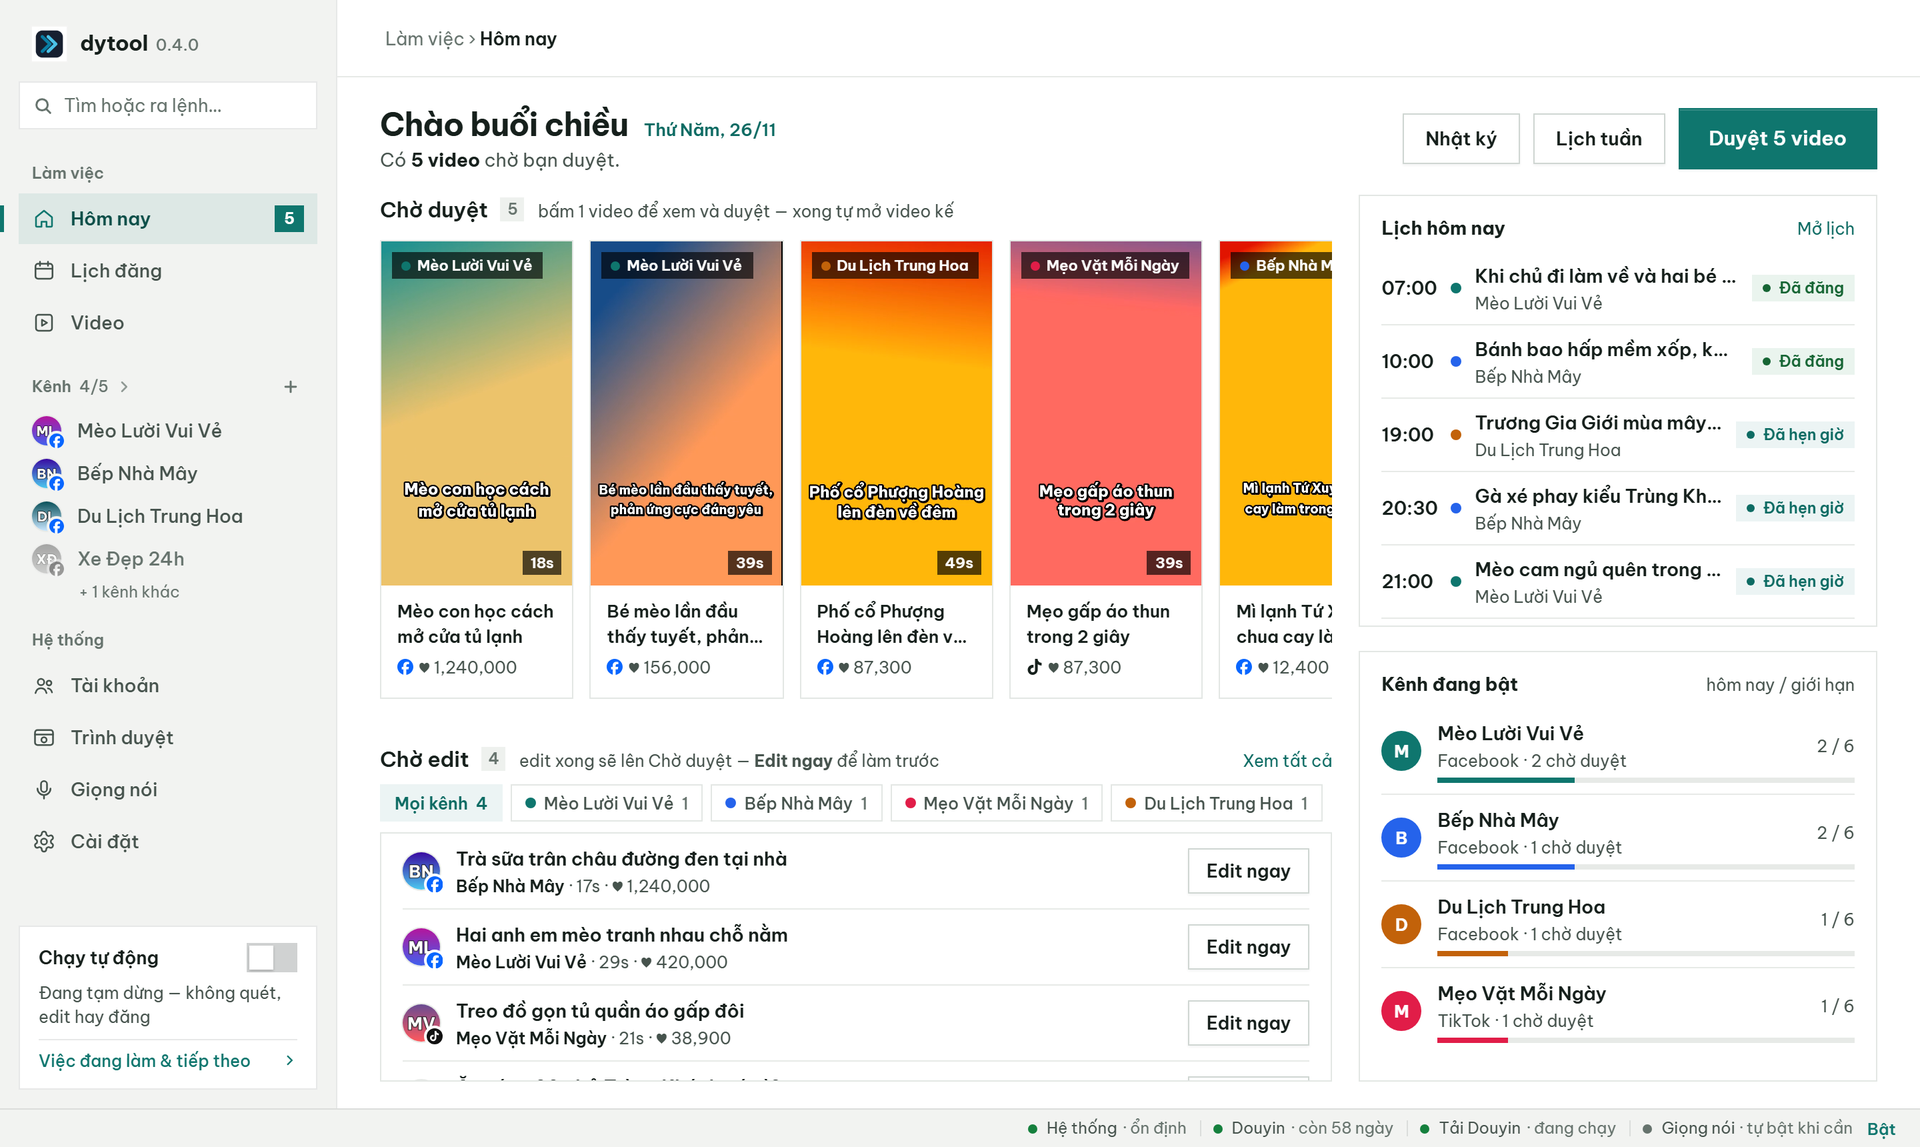 dytool 0.4.0
Tìm hoặc ra lệnh...
Làm việc
Hôm nay 5
Lịch đăng
Video
Kênh 4/5
ML Mèo Lười Vui Vẻ
BN Bếp Nhà Mây
DL Du Lịch Trung Hoa
XĐ Xe Đẹp 24h
+ 1 kênh khác
Hệ thống
Tài khoản
Trình duyệt
Giọng nói
Cài đặt
Chạy tự động
Đang tạm dừng — không quét,
edit hay đăng
Việc đang làm & tiếp theo
Làm việc › Hôm nay
Chào buổi chiều Thứ Năm, 26/11
Có 5 video chờ bạn duyệt.
Nhật ký
Lịch tuần
Duyệt 5 video
Chờ duyệt 5 bấm 1 video để xem và duyệt — xong tự mở video kế
Mèo Lười Vui Vẻ
Mèo con học cách
mở cửa tủ lạnh
18s
Mèo con học cách
mở cửa tủ lạnh
1,240,000
Mèo Lười Vui Vẻ
Bé mèo lần đầu thấy tuyết,
phản ứng cực đáng yêu
39s
Bé mèo lần đầu
thấy tuyết, phản...
156,000
Du Lịch Trung Hoa
Phố cổ Phượng Hoàng
lên đèn về đêm
49s
Phố cổ Phượng
Hoàng lên đèn v...
87,300
Mẹo Vặt Mỗi Ngày
Mẹo gấp áo thun
trong 2 giây
39s
Mẹo gấp áo thun
trong 2 giây
87,300
Bếp Nhà M
Mì lạnh Tứ Xuy
cay làm trong
Mì lạnh Tứ X
chua cay là
12,400
Chờ edit 4 edit xong sẽ lên Chờ duyệt — Edit ngay để làm trước
Xem tất cả
Mọi kênh 4
Mèo Lười Vui Vẻ 1
Bếp Nhà Mây 1
Mẹo Vặt Mỗi Ngày 1
Du Lịch Trung Hoa 1
BN Trà sữa trân châu đường đen tại nhà
Bếp Nhà Mây · 17s · 1,240,000
Edit ngay
ML Hai anh em mèo tranh nhau chỗ nằm
Mèo Lười Vui Vẻ · 29s · 420,000
Edit ngay
MV Treo đồ gọn tủ quần áo gấp đôi
Mẹo Vặt Mỗi Ngày · 21s · 38,900
Edit ngay
Lịch hôm nay
Mở lịch
07:00 Khi chủ đi làm về và hai bé ...
Mèo Lười Vui Vẻ
Đã đăng
10:00 Bánh bao hấp mềm xốp, k...
Bếp Nhà Mây
Đã đăng
19:00 Trương Gia Giới mùa mây...
Du Lịch Trung Hoa
Đã hẹn giờ
20:30 Gà xé phay kiểu Trùng Kh...
Bếp Nhà Mây
Đã hẹn giờ
21:00 Mèo cam ngủ quên trong ...
Mèo Lười Vui Vẻ
Đã hẹn giờ
Kênh đang bật
hôm nay / giới hạn
M Mèo Lười Vui Vẻ
Facebook · 2 chờ duyệt
2 / 6
B Bếp Nhà Mây
Facebook · 1 chờ duyệt
2 / 6
D Du Lịch Trung Hoa
Facebook · 1 chờ duyệt
1 / 6
M Mẹo Vặt Mỗi Ngày
TikTok · 1 chờ duyệt
1 / 6
Hệ thống · ổn định
Douyin · còn 58 ngày
Tải Douyin · đang chạy
Giọng nói · tự bật khi cần
Bật